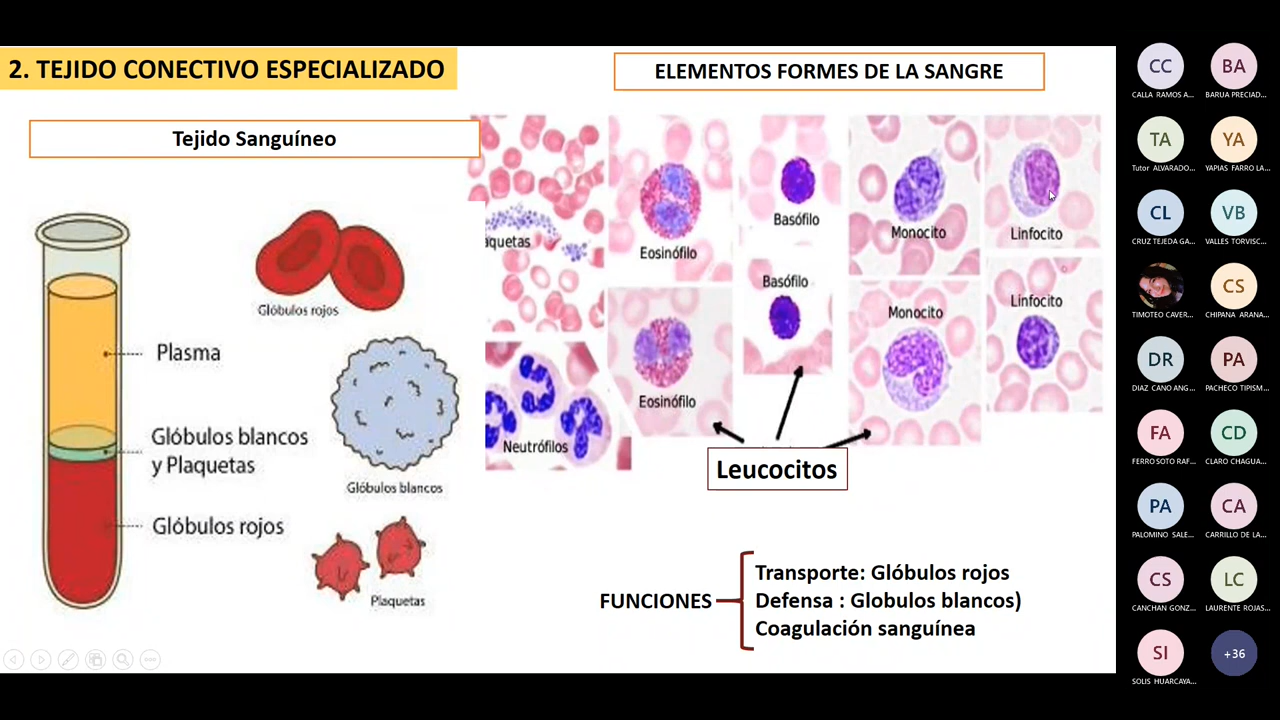 2. TEJIDO CONECTIVO ESPECIALIZADO
ELEMENTOS FORMES DE LA SANGRE
Tejido Sanguíneo
Glóbulos rojos
Plasma
Glóbulos blancos
y Plaquetas
Glóbulos rojos
Glóbulos blancos
Plaquetas
aquetas
Neutrófilos
Eosinófilo
Eosinófilo
Basófilo
Basófilo
Monocito
Monocito
Linfocito
Linfocito
Leucocitos
FUNCIONES
Transporte: Glóbulos rojos
Defensa : Globulos blancos)
Coagulación sanguínea
CC
CALLA RAMOS A...
BA
BARUA PRECIAD...
TA
Tutor ALVARADO...
YA
YAPIAS FARRO LA...
CL
CRUZ TEJEDA GA...
VB
VALLES TORVISC...
TIMOTEO CAVER...
CS
CHIPANA ARANA...
DR
DIAZ CANO ANG...
PA
PACHECO TIPISM...
FA
FERRO SOTO RAF...
CD
CLARO CHAGUA...
PA
PALOMINO SALE...
CA
CARRILLO DE LA...
CS
CANCHAN GONZ...
LC
LAURENTE ROJAS...
SI
SOLIS HUARCAYA...
+36